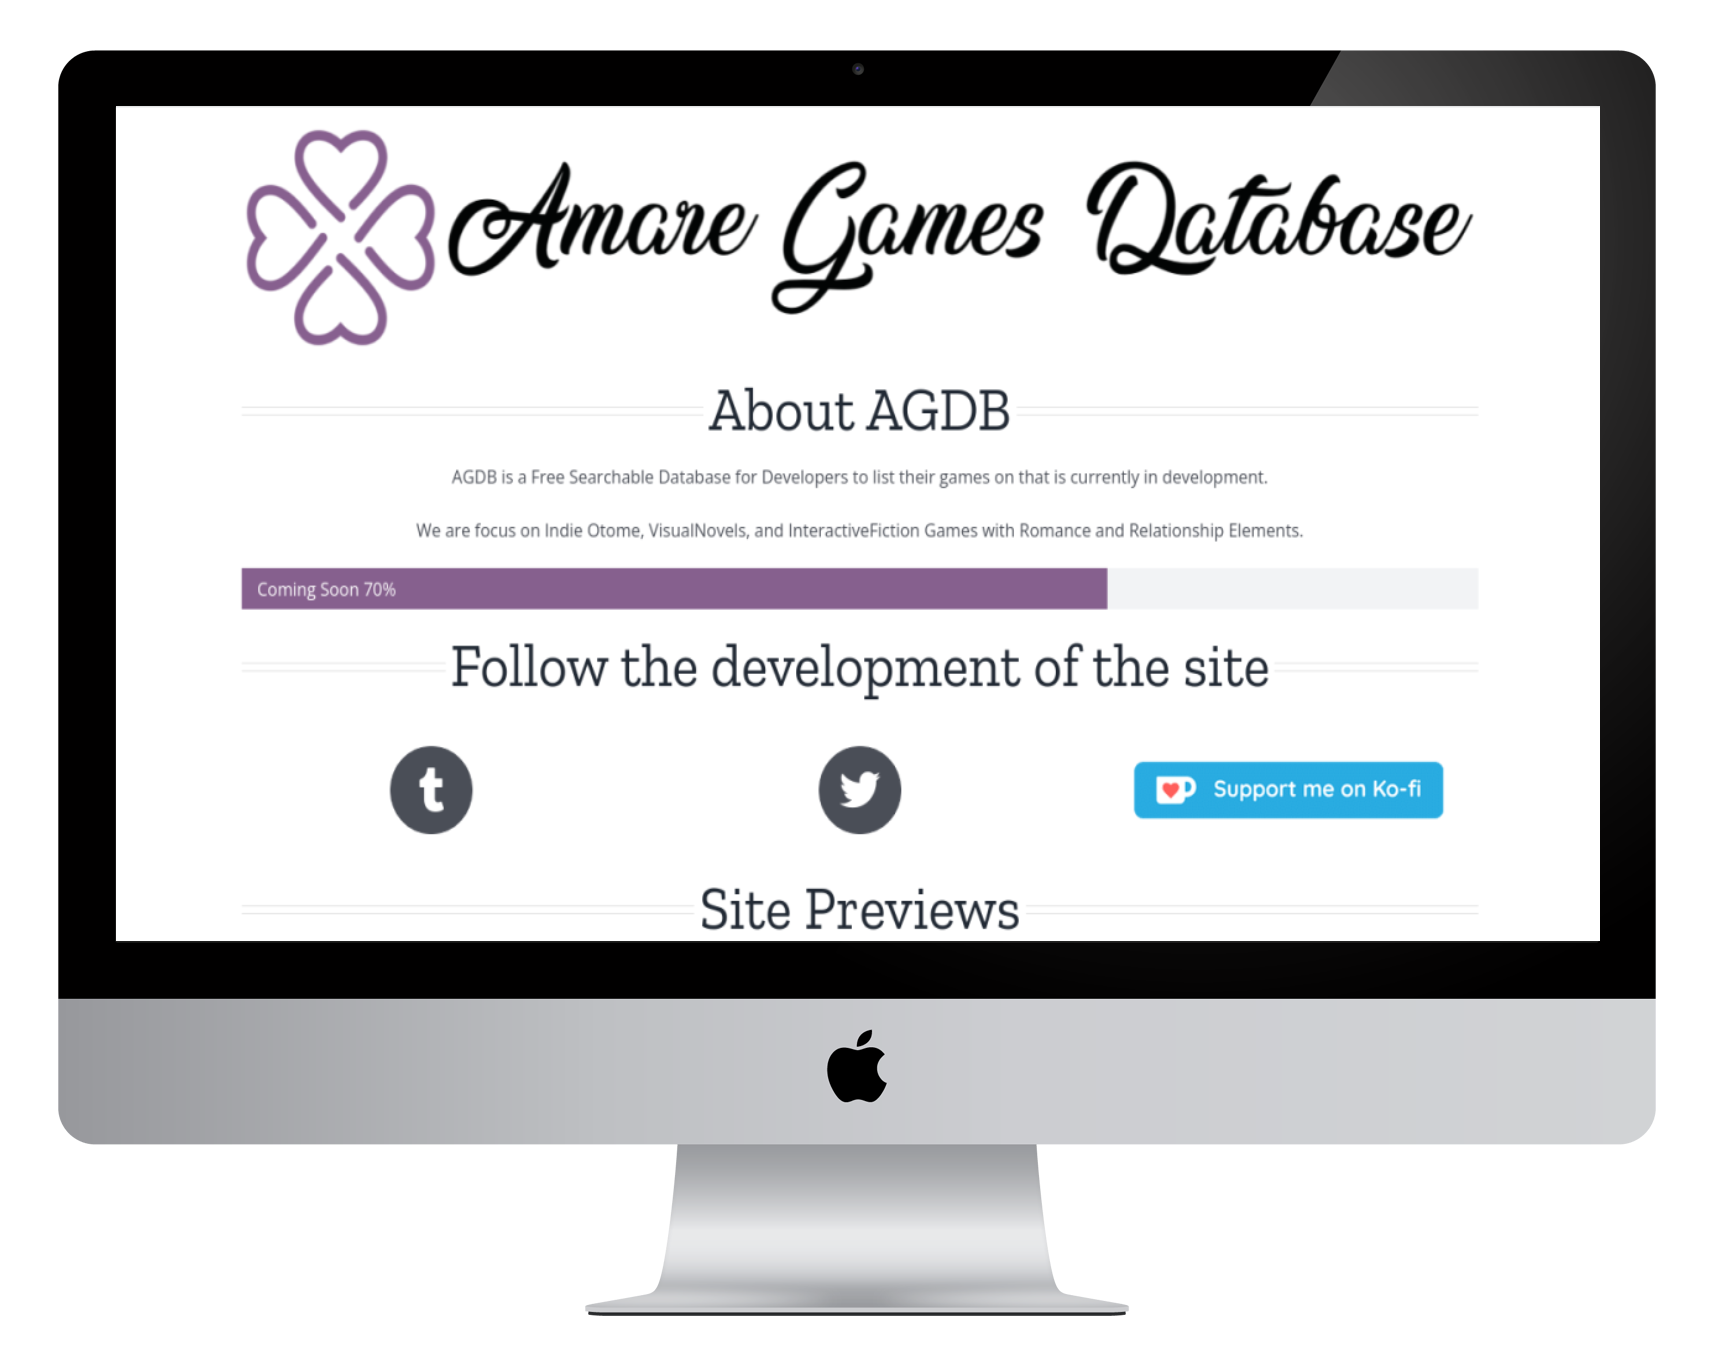 Amare Games Database
About AGDB
AGDB is a Free Searchable Database for Developers to list their games on that is currently in development.
We are focus on Indie Otome, VisualNovels, and InteractiveFiction Games with Romance and Relationship Elements.
Coming Soon 70%
Follow the development of the site
t
Support me on Ko-fi
Site Previews